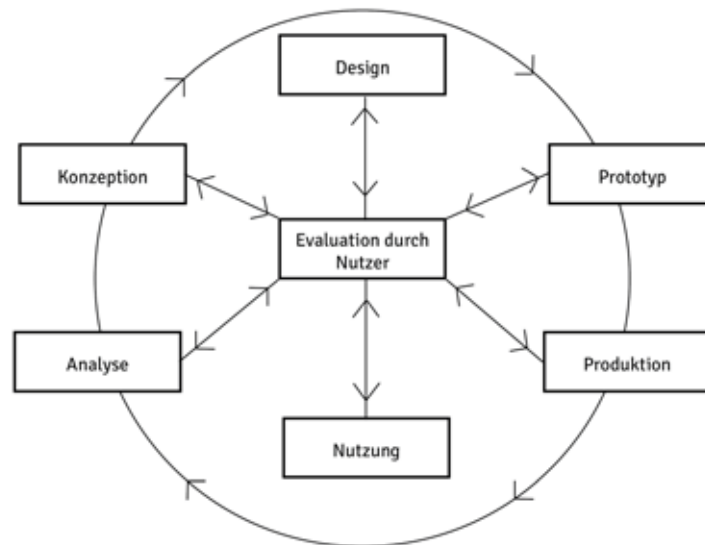 Design
Konzeption
Prototyp
Evaluation durch
Nutzer
Analyse
Produktion
Nutzung